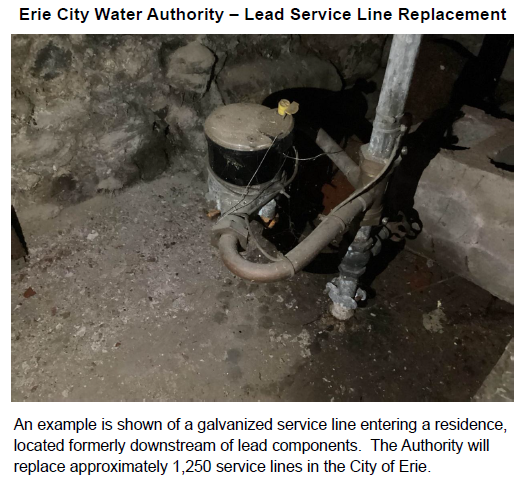 Erie City Water Authority – Lead Service Line Replacement
An example is shown of a galvanized service line entering a residence,
located formerly downstream of lead components.  The Authority will
replace approximately 1,250 service lines in the City of Erie.